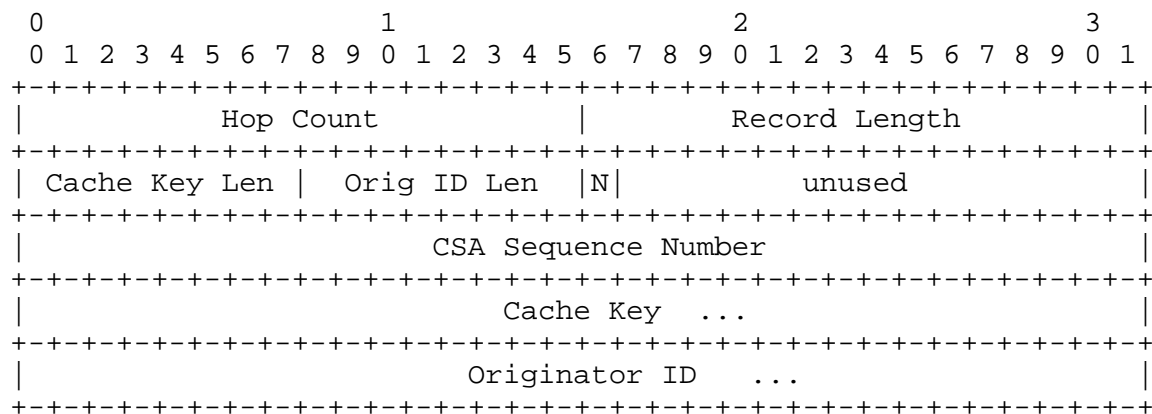 0                   1                   2                   3
 0 1 2 3 4 5 6 7 8 9 0 1 2 3 4 5 6 7 8 9 0 1 2 3 4 5 6 7 8 9 0 1
+-+-+-+-+-+-+-+-+-+-+-+-+-+-+-+-+-+-+-+-+-+-+-+-+-+-+-+-+-+-+-+
|           Hop Count           |        Record Length          |
+-+-+-+-+-+-+-+-+-+-+-+-+-+-+-+-+-+-+-+-+-+-+-+-+-+-+-+-+-+-+-+
| Cache Key Len |  Orig ID Len  |N|          unused             |
+-+-+-+-+-+-+-+-+-+-+-+-+-+-+-+-+-+-+-+-+-+-+-+-+-+-+-+-+-+-+-+
|                       CSA Sequence Number                     |
+-+-+-+-+-+-+-+-+-+-+-+-+-+-+-+-+-+-+-+-+-+-+-+-+-+-+-+-+-+-+-+
|                           Cache Key  ...                      |
+-+-+-+-+-+-+-+-+-+-+-+-+-+-+-+-+-+-+-+-+-+-+-+-+-+-+-+-+-+-+-+
|                         Originator ID   ...                   |
+-+-+-+-+-+-+-+-+-+-+-+-+-+-+-+-+-+-+-+-+-+-+-+-+-+-+-+-+-+-+-+